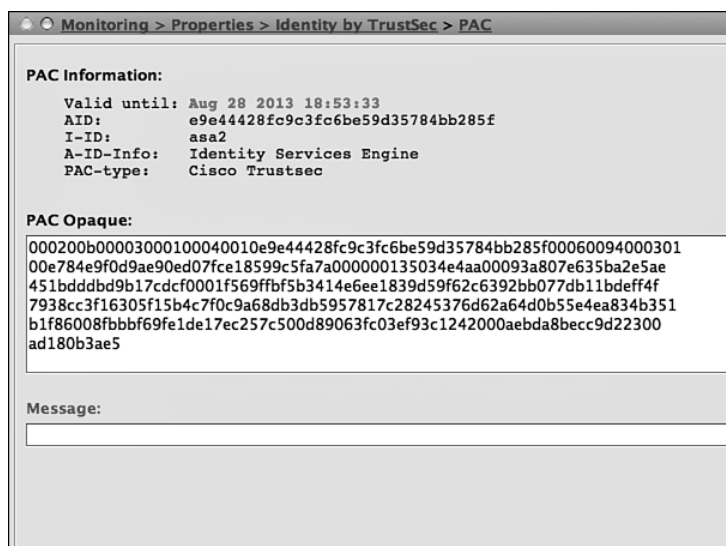 Monitoring > Properties > Identity by TrustSec > PAC
PAC Information:
Valid until: Aug 28 2013 18:53:33
AID: e9e44428fc9c3fc6be59d35784bb285f
I-ID: asa2
A-ID-Info: Identity Services Engine
PAC-type: Cisco Trustsec
PAC Opaque:
000200b00003000100040010e9e44428fc9c3fc6be59d35784bb285f00060094000301
00e784e9f0d9ae90ed07fce18599c5fa7a000000135034e4aa00093a807e635ba2e5ae
451bdddbd9b17cdcf0001f569ffbf5b3414e6ee1839d59f62c6392bb077db11bdeff4f
7938cc3f16305f15b4c7f0c9a68db3db5957817c28245376d62a64d0b55e4ea834b351
b1f86008fbbbf69fe1de17ec257c500d89063fc03ef93c1242000aebda8becc9d22300
ad180b3ae5
Message: